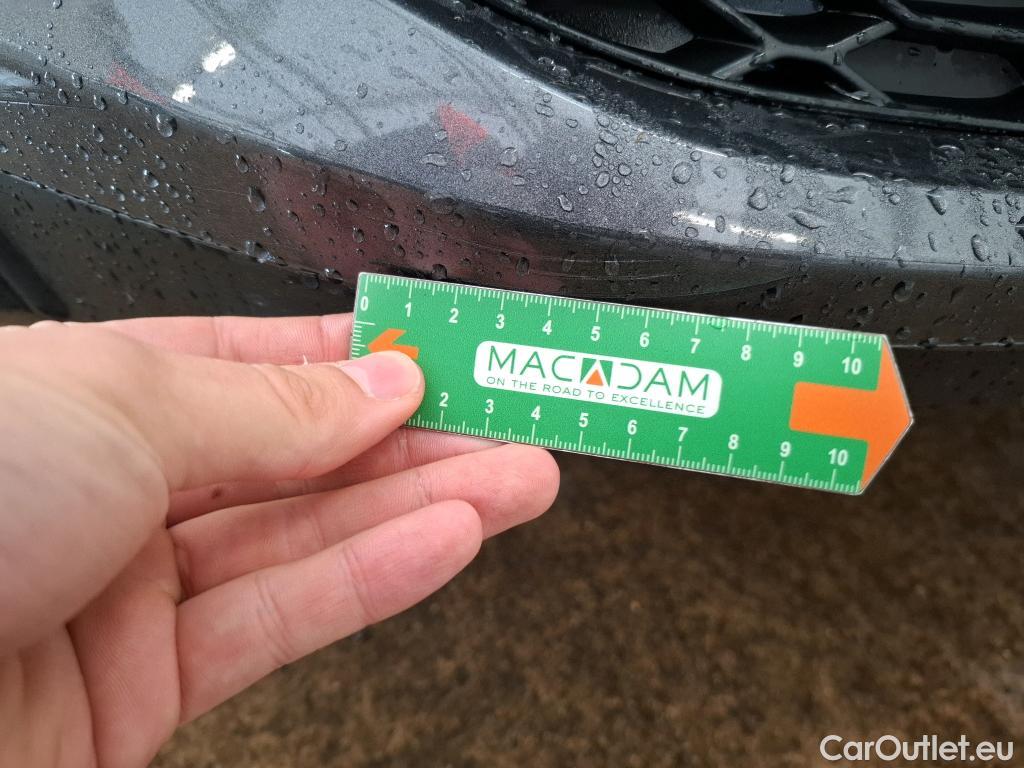 0 1 2 3 4 5 6 7 8 9 10
MACADAM
ON THE ROAD TO EXCELLENCE
2 3 4 5 6 7 8 9 10
CarOutlet.eu